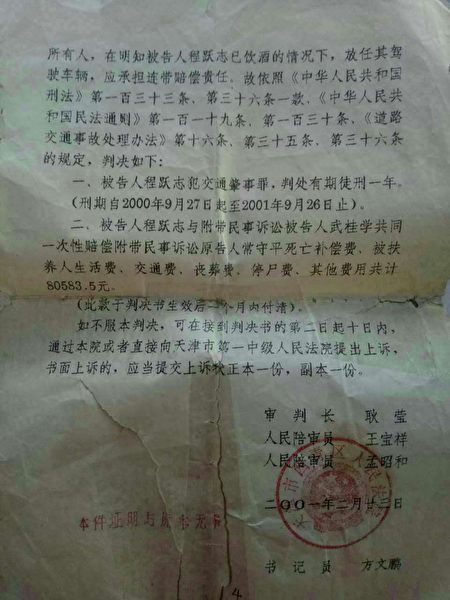 所有人，在明知被告人程跃志已饮酒的情况下，放任其驾
驶车辆，应承担连带赔偿责任。故依照《中华人民共和国
刑法》第一百三十三条、第三十六条一款、《中华人民共
和国民法通则》第一百一十九条、第一百三十条、《道路
交通事故处理办法》第十六条、第三十五条、第三十六条
的规定，判决如下：
一、被告人程跃志犯交通肇事罪，判处有期徒刑一年。
（刑期自2000年9月27日起至2001年9月26日止）。
二、被告人程跃志与附带民事诉讼被告人武桂学共同
一次性赔偿附带民事诉讼原告人常守平死亡补偿费、被扶
养人生活费、交通费、丧葬费、停尸费、其他费用共计
80583.5元。
（此款于判决书生效后一个月内付清）。
如不服本判决，可在接到判决书的第二日起十日内，
通过本院或者直接向天津市第一中级人民法院提出上诉，
书面上诉的，应当提交上诉状正本一份，副本一份。
审判长 耿莹
人民陪审员 王宝祥
人民陪审员 孟昭和
二〇〇一年二月廿三日
本件证明与原本无异
书记员 方文鹏
14